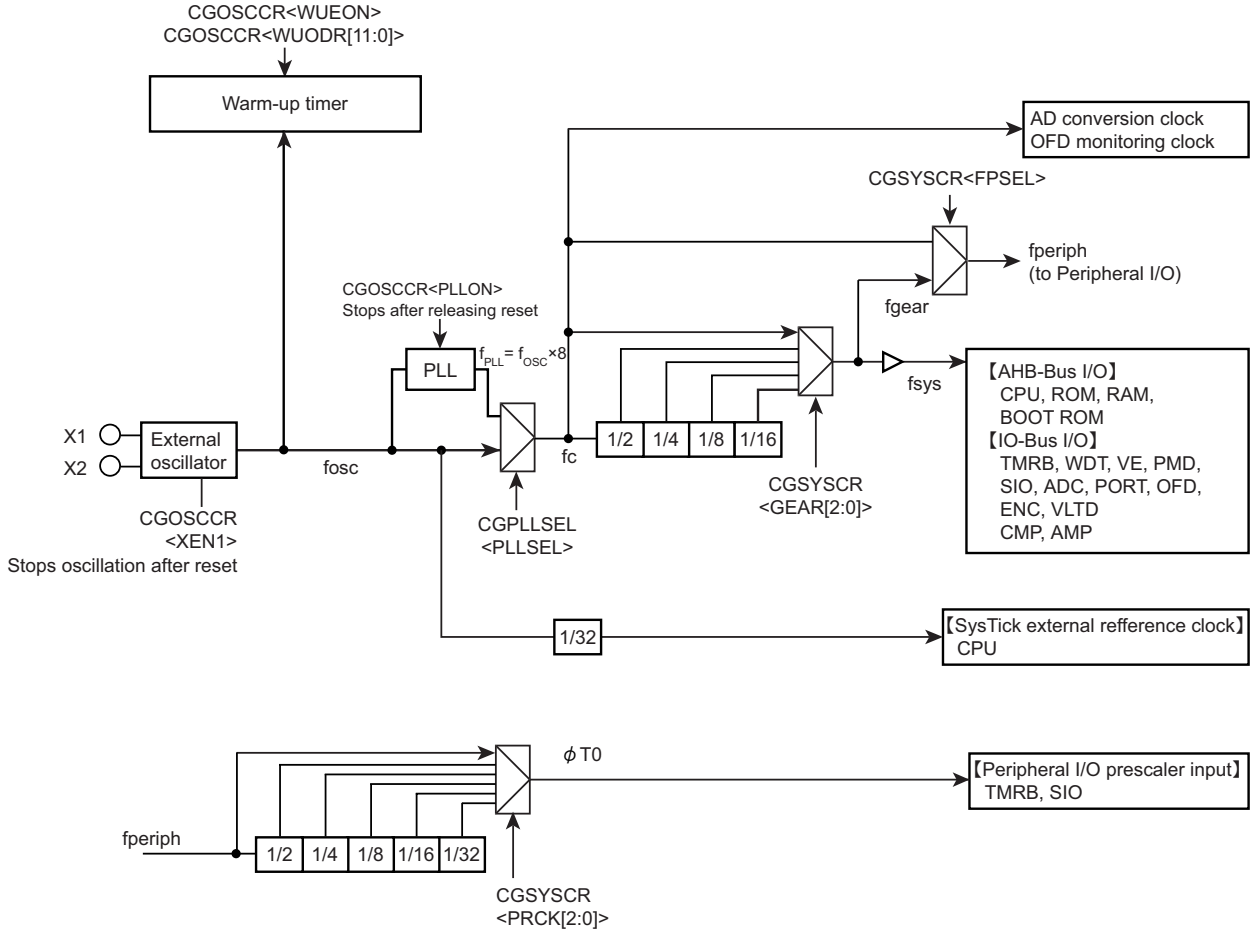 CGOSCCR<WUEON>
CGOSCCR<WUODR[11:0]>
Warm-up timer
AD conversion clock
OFD monitoring clock
CGSYSCR<FPSEL>
fperiph
(to Peripheral I/O)
fgear
CGOSCCR<PLLON>
Stops after releasing reset
PLL
fPLL= fOSC×8
fsys
【AHB-Bus I/O】
CPU, ROM, RAM,
BOOT ROM
【IO-Bus I/O】
TMRB, WDT, VE, PMD,
SIO, ADC, PORT, OFD,
ENC, VLTD
CMP, AMP
X1
X2
External
oscillator
fosc
fc
1/2 1/4 1/8 1/16
CGSYSCR
<GEAR[2:0]>
CGPLLSEL
<PLLSEL>
CGOSCCR
<XEN1>
Stops oscillation after reset
1/32
【SysTick external refference clock】
CPU
ϕT0
【Peripheral I/O prescaler input】
TMRB, SIO
fperiph
1/2 1/4 1/8 1/16 1/32
CGSYSCR
<PRCK[2:0]>